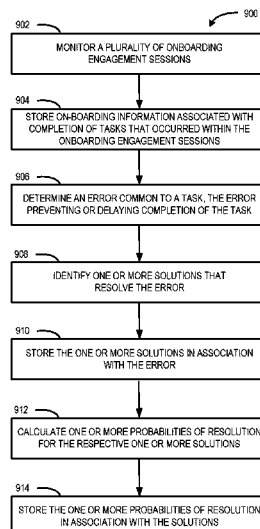 900
902
MONITOR A PLURALITY OF ONBOARDING
ENGAGEMENT SESSIONS
904
STORE ON-BOARDING INFORMATION ASSOCIATED WITH
COMPLETION OF TASKS THAT OCCURRED WITHIN THE
ONBOARDING ENGAGEMENT SESSIONS
906
DETERMINE AN ERROR COMMON TO A TASK, THE ERROR
PREVENTING OR DELAYING COMPLETION OF THE TASK
908
IDENTIFY ONE OR MORE SOLUTIONS THAT
RESOLVE THE ERROR
910
STORE THE ONE OR MORE SOLUTIONS IN ASSOCIATION
WITH THE ERROR
912
CALCULATE ONE OR MORE PROBABILITIES OF RESOLUTION
FOR THE RESPECTIVE ONE OR MORE SOLUTIONS
914
STORE THE ONE OR MORE PROBABILITIES OF RESOLUTION
IN ASSOCIATION WITH THE SOLUTIONS